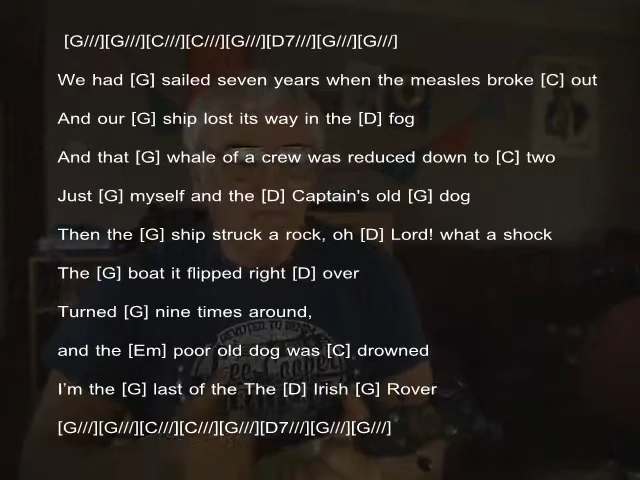 [G///][G///][C///][C///][G///][D7///][G///][G///]
We had [G] sailed seven years when the measles broke [C] out
And our [G] ship lost its way in the [D] fog
And that [G] whale of a crew was reduced down to [C] two
Just [G] myself and the [D] Captain's old [G] dog
Then the [G] ship struck a rock, oh [D] Lord! what a shock
The [G] boat it flipped right [D] over
Turned [G] nine times around,
and the [Em] poor old dog was [C] drowned
I'm the [G] last of the The [D] Irish [G] Rover
[G///][G///][C///][C///][G///][D7///][G///][G///]